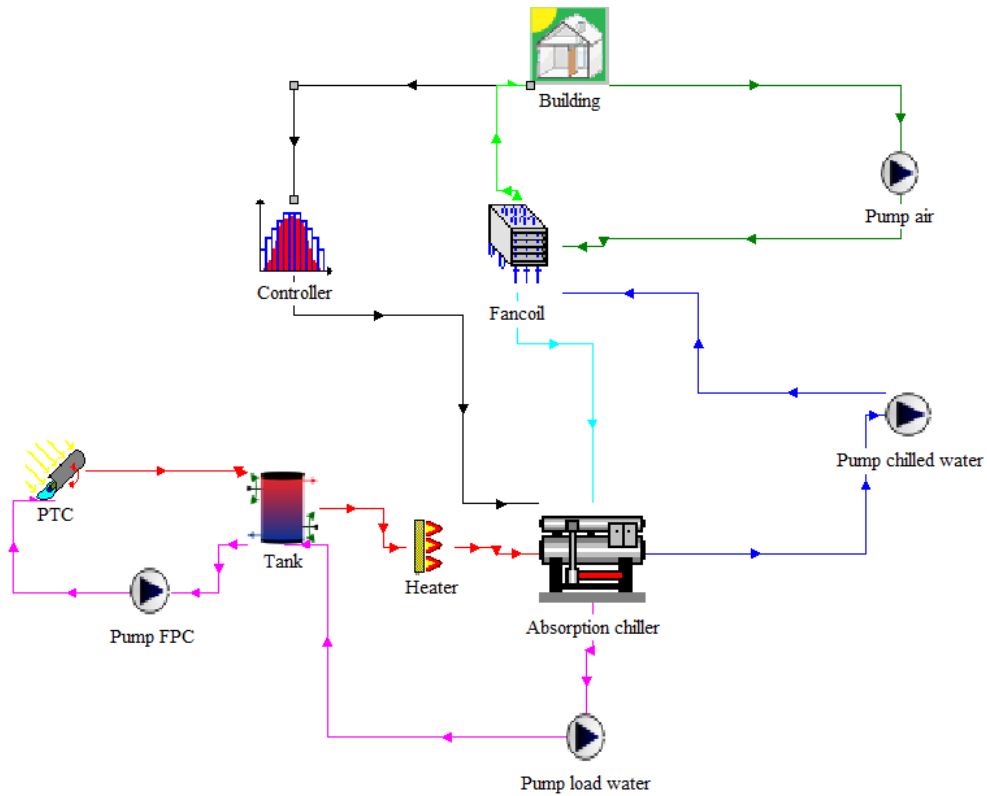 Building
Pump air
Controller
Fancoil
Pump chilled water
PTC
Tank
Heater
Absorption chiller
Pump FPC
Pump load water